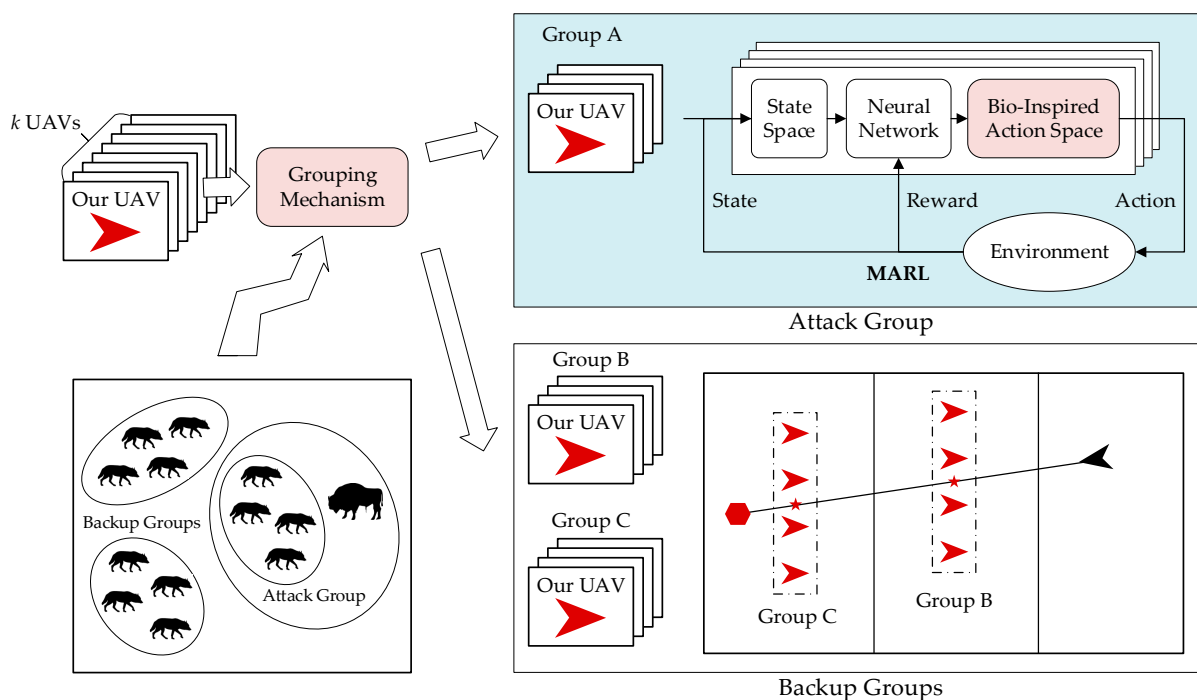 k UAVs
Our UAV
Grouping
Mechanism
Group A
Our UAV
State
Space
Neural
Network
Bio-Inspired
Action Space
State
Reward
Action
Environment
MARL
Attack Group
Backup Groups
Attack Group
Group B
Our UAV
Group C
Our UAV
Group C
Group B
Backup Groups